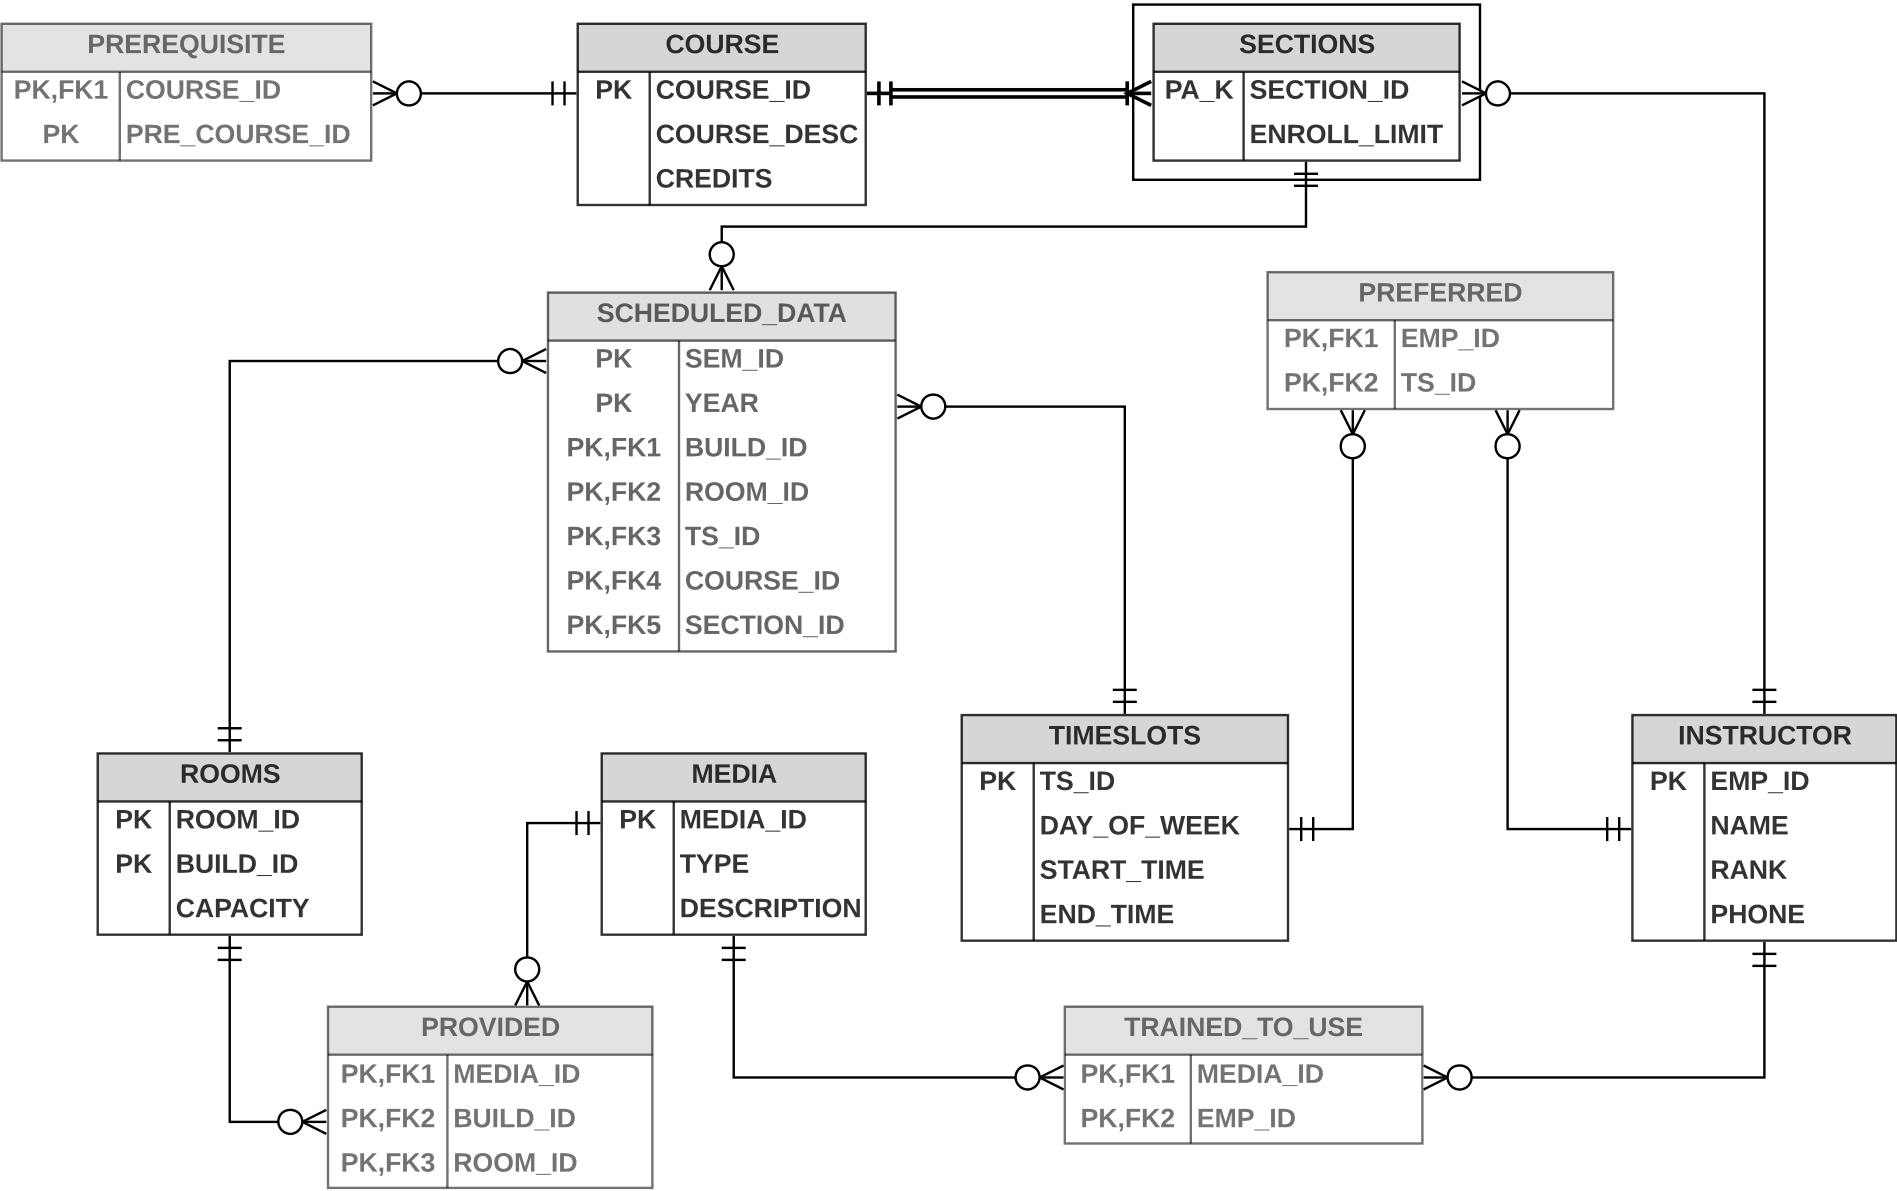 PREREQUISITE
PK,FK1 COURSE_ID
PK PRE_COURSE_ID
COURSE
PK COURSE_ID
COURSE_DESC
CREDITS
SECTIONS
PA_K SECTION_ID
ENROLL_LIMIT
SCHEDULED_DATA
PK SEM_ID
PK YEAR
PK,FK1 BUILD_ID
PK,FK2 ROOM_ID
PK,FK3 TS_ID
PK,FK4 COURSE_ID
PK,FK5 SECTION_ID
PREFERRED
PK,FK1 EMP_ID
PK,FK2 TS_ID
ROOMS
PK ROOM_ID
PK BUILD_ID
CAPACITY
MEDIA
PK MEDIA_ID
TYPE
DESCRIPTION
TIMESLOTS
PK TS_ID
DAY_OF_WEEK
START_TIME
END_TIME
INSTRUCTOR
PK EMP_ID
NAME
RANK
PHONE
PROVIDED
PK,FK1 MEDIA_ID
PK,FK2 BUILD_ID
PK,FK3 ROOM_ID
TRAINED_TO_USE
PK,FK1 MEDIA_ID
PK,FK2 EMP_ID